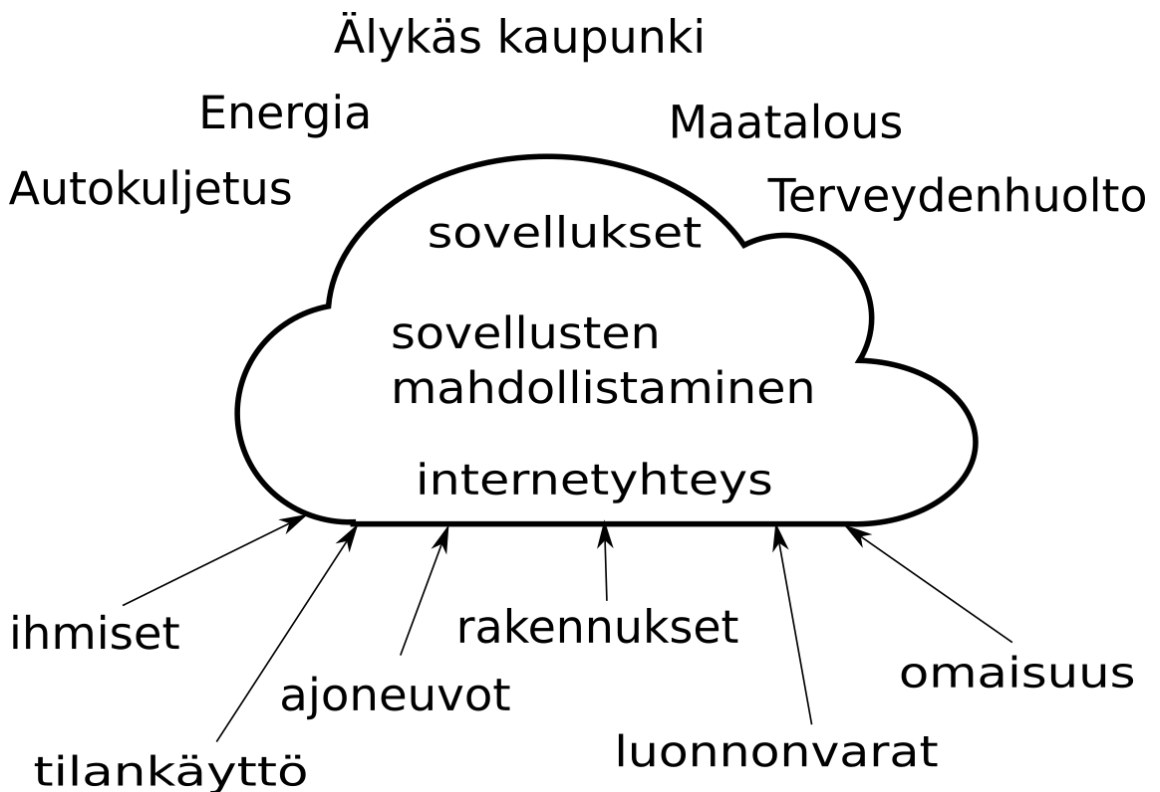 Älykäs kaupunki
Energia
Maatalous
Autokuljetus
Terveydenhuolto
sovellukset
sovellusten
mahdollistaminen
internetyhteys
ihmiset
rakennukset
omaisuus
ajoneuvot
luonnonvarat
tilankäyttö